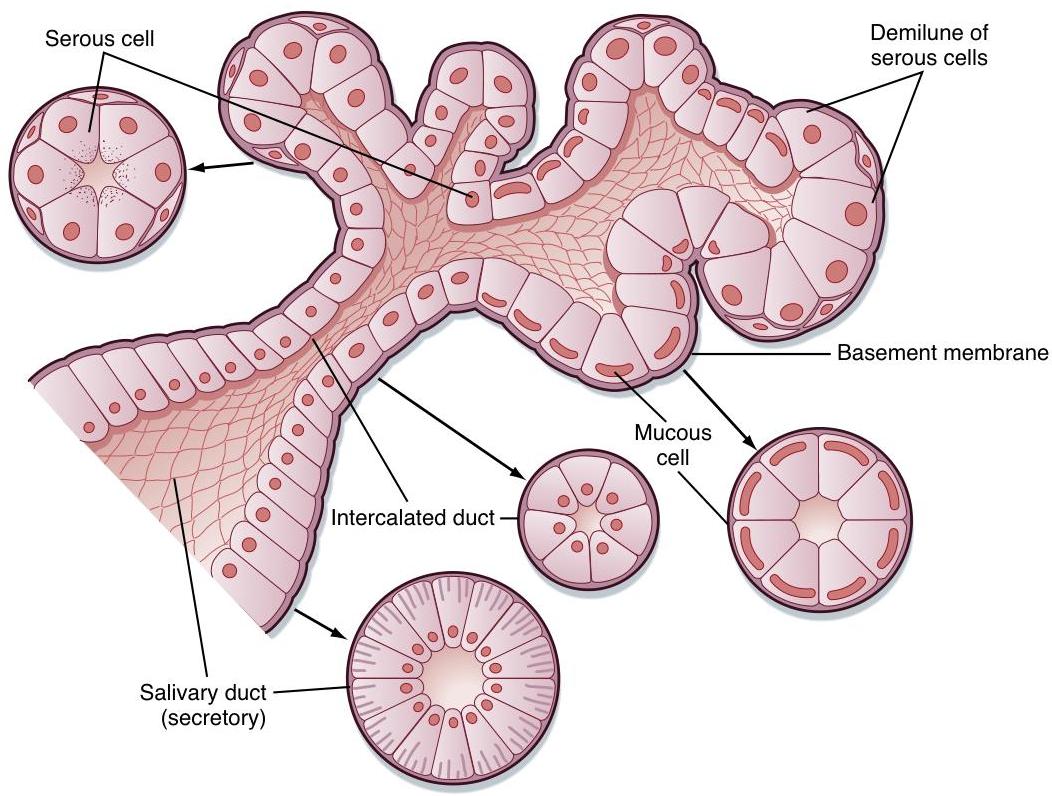 Serous cell
Demilune of
serous cells
Basement membrane
Mucous
cell
Intercalated duct
Salivary duct
(secretory)